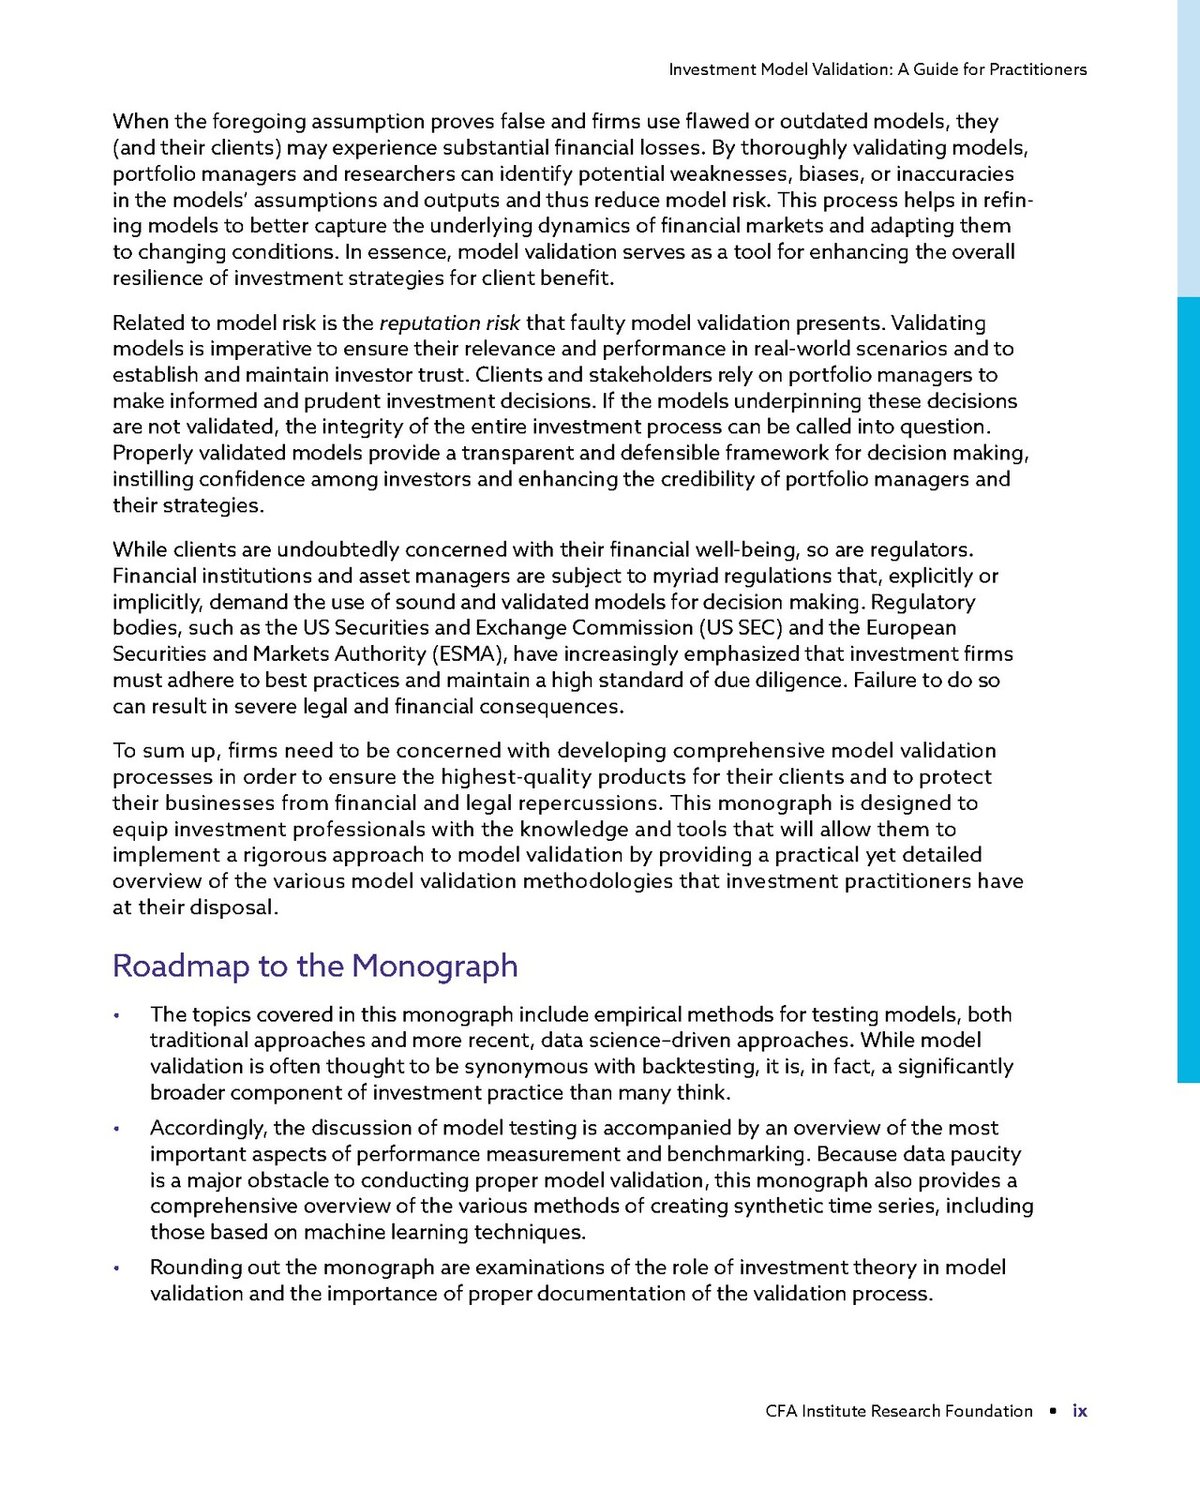 Investment Model Validation: A Guide for Practitioners
When the foregoing assumption proves false and firms use flawed or outdated models, they
(and their clients) may experience substantial financial losses. By thoroughly validating models,
portfolio managers and researchers can identify potential weaknesses, biases, or inaccuracies
in the models’ assumptions and outputs and thus reduce model risk. This process helps in refin-
ing models to better capture the underlying dynamics of financial markets and adapting them
to changing conditions. In essence, model validation serves as a tool for enhancing the overall
resilience of investment strategies for client benefit.
Related to model risk is the reputation risk that faulty model validation presents. Validating
models is imperative to ensure their relevance and performance in real-world scenarios and to
establish and maintain investor trust. Clients and stakeholders rely on portfolio managers to
make informed and prudent investment decisions. If the models underpinning these decisions
are not validated, the integrity of the entire investment process can be called into question.
Properly validated models provide a transparent and defensible framework for decision making,
instilling confidence among investors and enhancing the credibility of portfolio managers and
their strategies.
While clients are undoubtedly concerned with their financial well-being, so are regulators.
Financial institutions and asset managers are subject to myriad regulations that, explicitly or
implicitly, demand the use of sound and validated models for decision making. Regulatory
bodies, such as the US Securities and Exchange Commission (US SEC) and the European
Securities and Markets Authority (ESMA), have increasingly emphasized that investment firms
must adhere to best practices and maintain a high standard of due diligence. Failure to do so
can result in severe legal and financial consequences.
To sum up, firms need to be concerned with developing comprehensive model validation
processes in order to ensure the highest-quality products for their clients and to protect
their businesses from financial and legal repercussions. This monograph is designed to
equip investment professionals with the knowledge and tools that will allow them to
implement a rigorous approach to model validation by providing a practical yet detailed
overview of the various model validation methodologies that investment practitioners have
at their disposal.
Roadmap to the Monograph
• The topics covered in this monograph include empirical methods for testing models, both
traditional approaches and more recent, data science–driven approaches. While model
validation is often thought to be synonymous with backtesting, it is, in fact, a significantly
broader component of investment practice than many think.
• Accordingly, the discussion of model testing is accompanied by an overview of the most
important aspects of performance measurement and benchmarking. Because data paucity
is a major obstacle to conducting proper model validation, this monograph also provides a
comprehensive overview of the various methods of creating synthetic time series, including
those based on machine learning techniques.
• Rounding out the monograph are examinations of the role of investment theory in model
validation and the importance of proper documentation of the validation process.
CFA Institute Research Foundation • ix